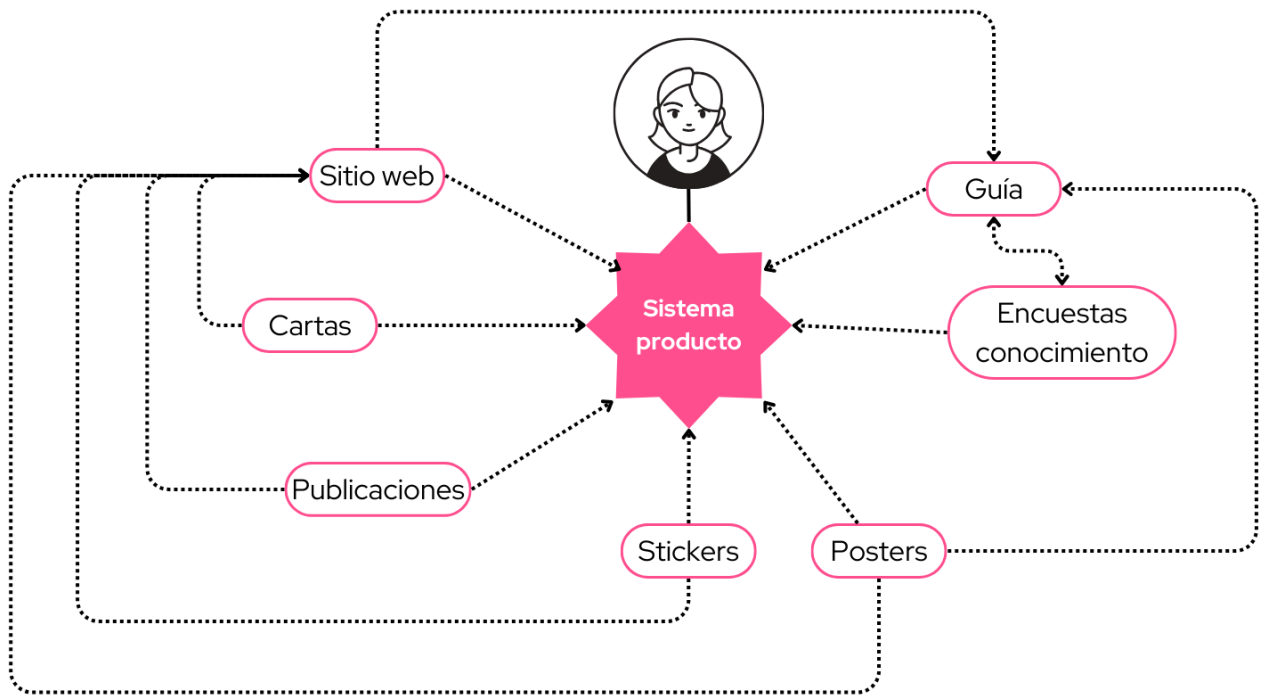 Sitio web
Guía
Sistema
producto
Encuestas
conocimiento
Cartas
Publicaciones
Stickers
Posters